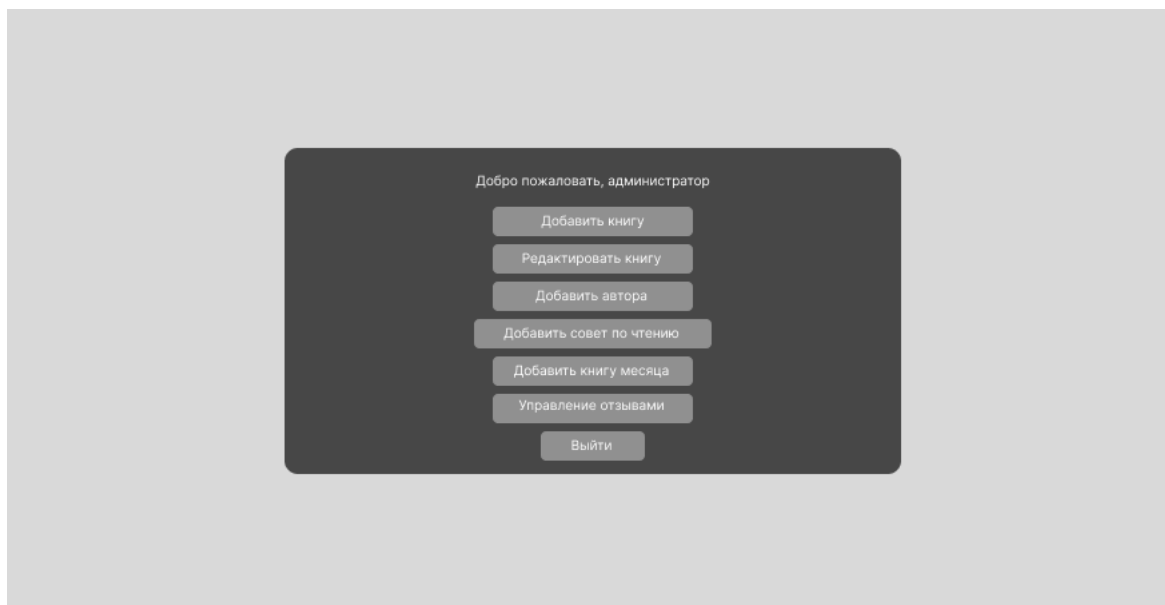 Добро пожаловать, администратор
Добавить книгу
Редактировать книгу
Добавить автора
Добавить совет по чтению
Добавить книгу месяца
Управление отзывами
Выйти